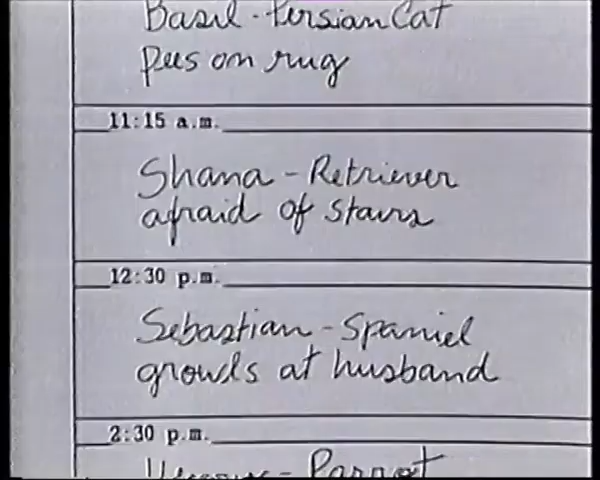 Basil - Persian Cat
Pees on rug
11:15 a.m.
Shana - Retriever
afraid of stairs
12:30 p.m.
Sebastian - Spaniel
growls at husband
2:30 p.m.
- Parrot